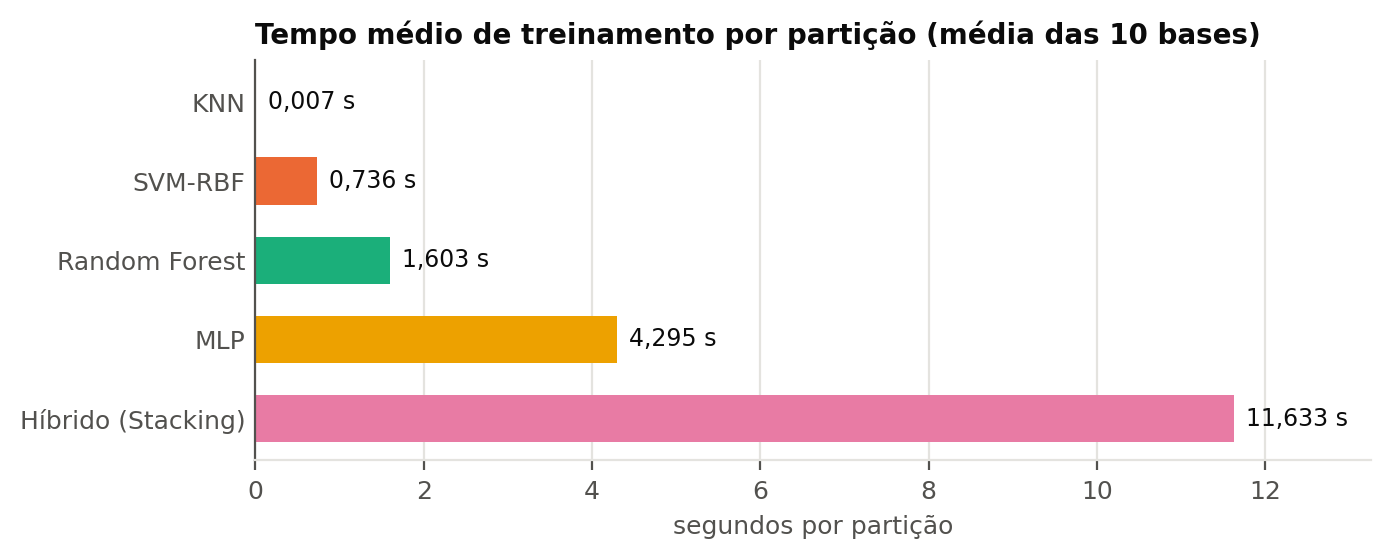 Tempo médio de treinamento por partição (média das 10 bases)
KNN 0,007 s
SVM-RBF 0,736 s
Random Forest 1,603 s
MLP 4,295 s
Híbrido (Stacking) 11,633 s
0 2 4 6 8 10 12
segundos por partição